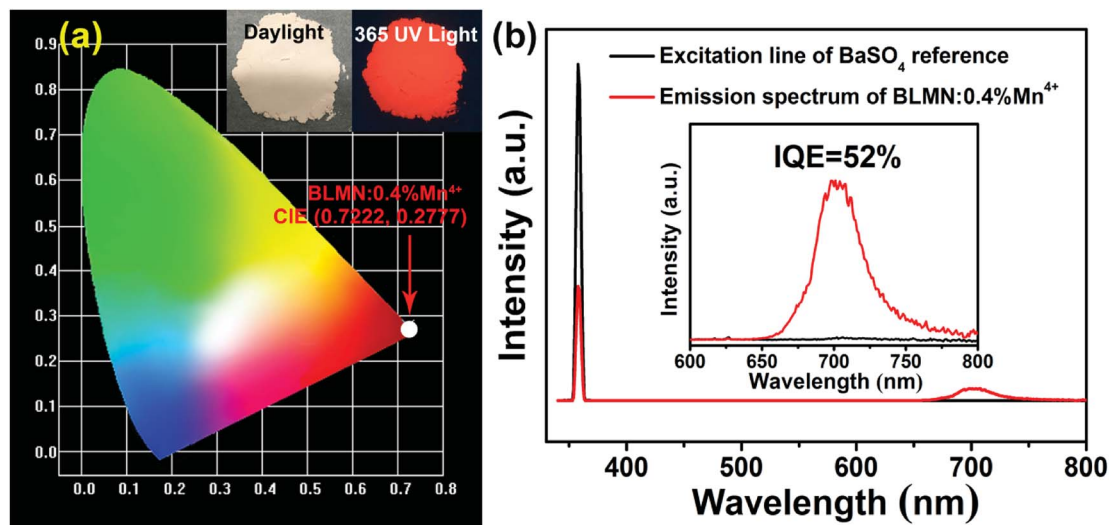 (a)
Daylight
365 UV Light
0.9
0.8
0.7
0.6
0.5
0.4
0.3
0.2
0.1
0.0
BLMN:0.4%Mn⁴⁺
CIE (0.7222, 0.2777)
0.0 0.1 0.2 0.3 0.4 0.5 0.6 0.7 0.8
(b)
Excitation line of BaSO₄ reference
Emission spectrum of BLMN:0.4%Mn⁴⁺
Intensity (a.u.)
IQE=52%
Intensity (a.u.)
600 650 700 750 800
Wavelength (nm)
400 500 600 700 800
Wavelength (nm)